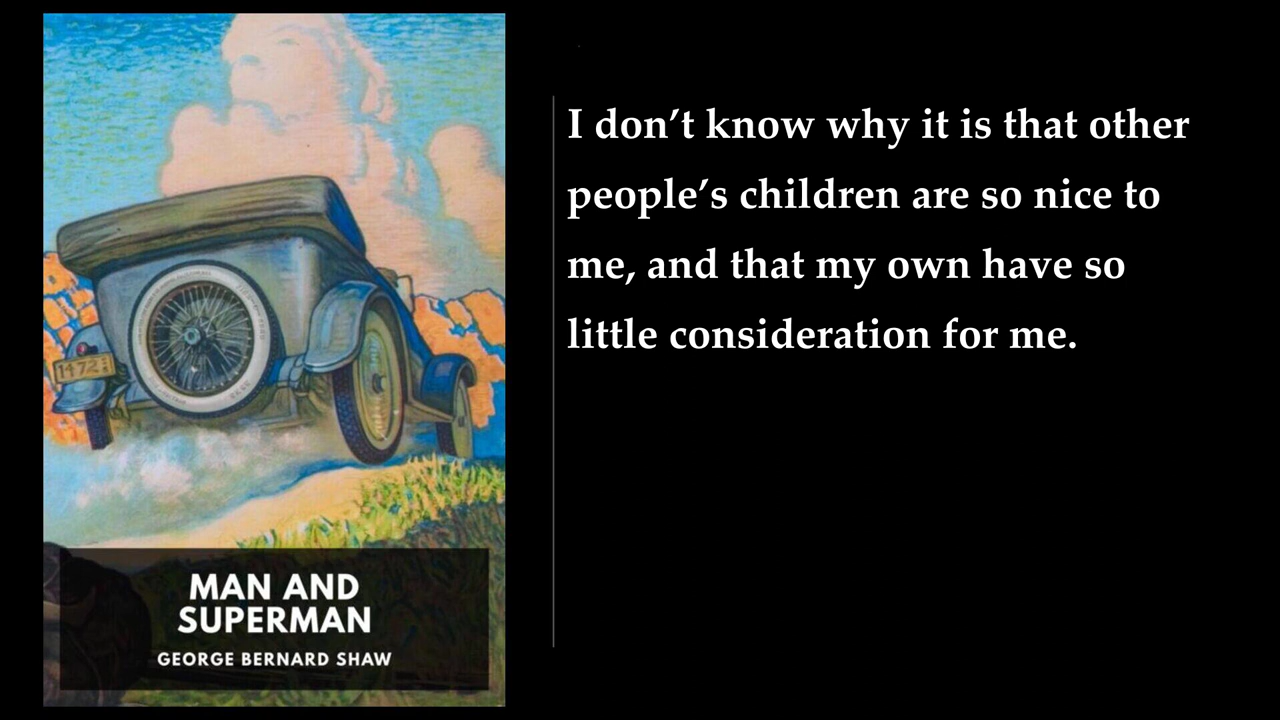 I don’t know why it is that other
people’s children are so nice to
me, and that my own have so
little consideration for me.
1472
MAN AND
SUPERMAN
GEORGE BERNARD SHAW